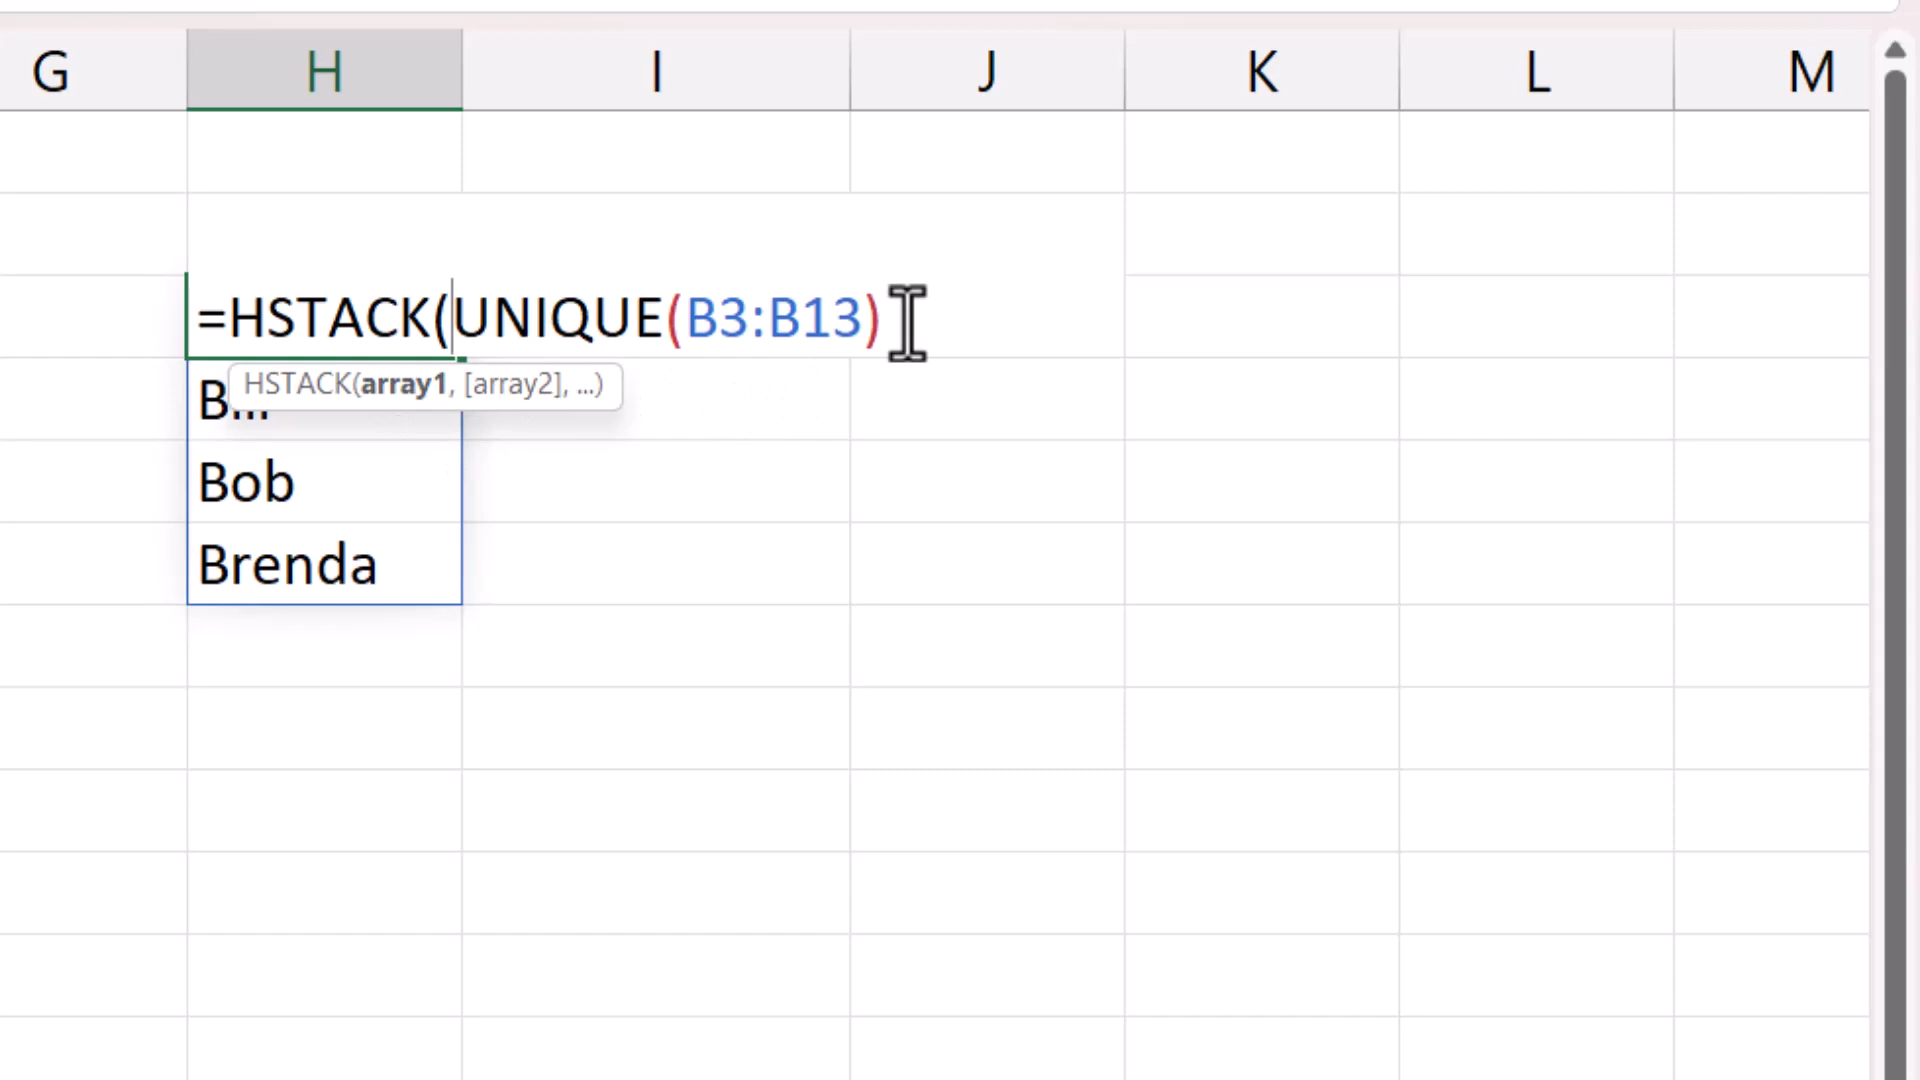 G H I J K L M
=HSTACK(UNIQUE(B3:B13)
HSTACK(array1, [array2], ...)
Bob
Brenda